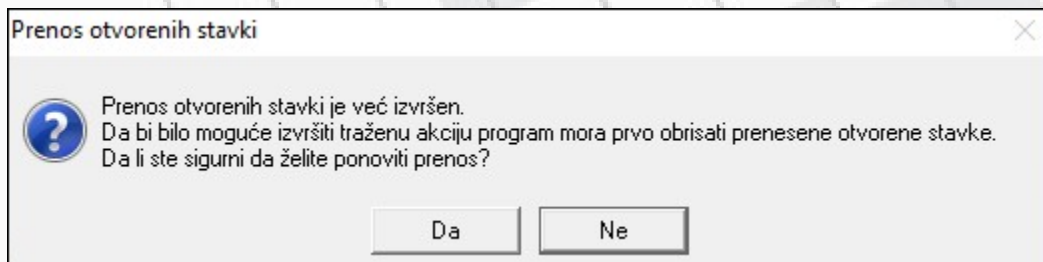 Prenos otvorenih stavki
Prenos otvorenih stavki je već izvršen.
Da bi bilo moguće izvršiti traženu akciju program mora prvo obrisati prenesene otvorene stavke.
Da li ste sigurni da želite ponoviti prenos?
Da
Ne